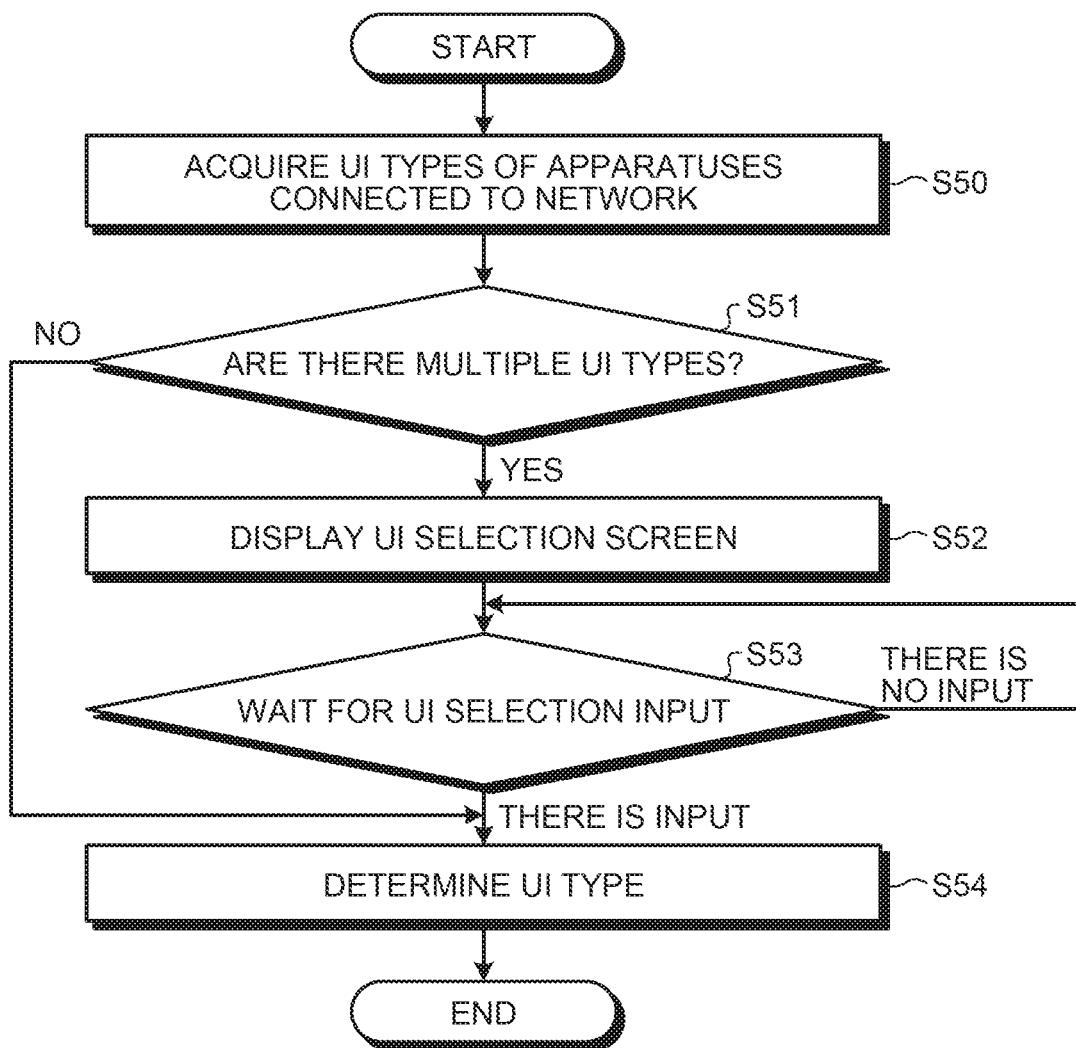 START
ACQUIRE UI TYPES OF APPARATUSES
CONNECTED TO NETWORK
S50
S51
NO
ARE THERE MULTIPLE UI TYPES?
YES
DISPLAY UI SELECTION SCREEN
S52
S53
THERE IS
NO INPUT
WAIT FOR UI SELECTION INPUT
THERE IS INPUT
DETERMINE UI TYPE
S54
END